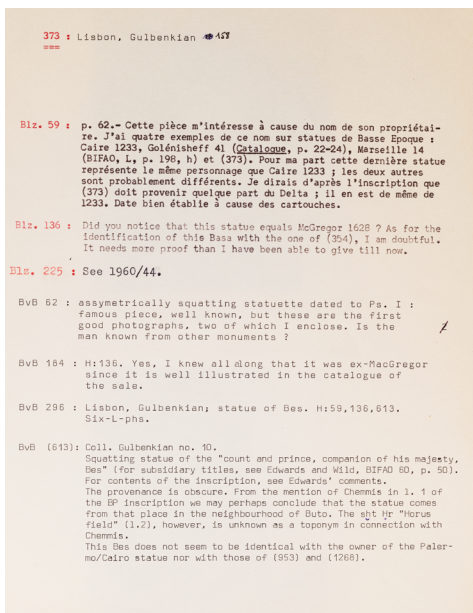 373 : Lisbon, Gulbenkian 158
Blz. 59 : p. 62.- Cette pièce m'intéresse à cause du nom de son propriétai-
re. J'ai quatre exemples de ce nom sur statues de Basse Epoque :
Caire 1233, Golénisheff 41 (Catalogue, p. 22-24), Marseille 14
(BIFAO, L, p. 198, h) et (373). Pour ma part cette dernière statue
représente le même personnage que Caire 1233 ; les deux autres
sont probablement différents. Je dirais d'après l'inscription que
(373) doit provenir quelque part du Delta ; il en est de même de
1233. Date bien établie à cause des cartouches.
Blz. 136 : Did you notice that this statue equals McGregor 1628 ? As for the
identification of this Basa with the one of (354), I am doubtful.
It needs more proof than I have been able to give till now.
Blz. 225 : See 1960/44.
BvB 62 : assymetrically squatting statuette dated to Ps. I :
famous piece, well known, but these are the first
good photographs, two of which I enclose. Is the
man known from other monuments ?
BvB 184 : H:136. Yes, I knew all along that it was ex-MacGregor
since it is well illustrated in the catalogue of
the sale.
BvB 296 : Lisbon, Gulbenkian; statue of Bes. H:59,136,613.
Six-L-phs.
BvB (613): Coll. Gulbenkian no. 10.
Squatting statue of the "count and prince, companion of his majesty,
Bes" (for subsidiary titles, see Edwards and Wild, BIFAO 60, p. 50).
For contents of the inscription, see Edwards' comments.
The provenance is obscure. From the mention of Chemmis in l. 1 of
the BP inscription we may perhaps conclude that the statue comes
from that place in the neighbourhood of Buto. The sḫt Ḥr "Horus
field" (l.2), however, is unknown as a toponym in connection with
Chemmis.
This Bes does not seem to be identical with the owner of the Paler-
mo/Cairo statue nor with those of (953) and (1268).